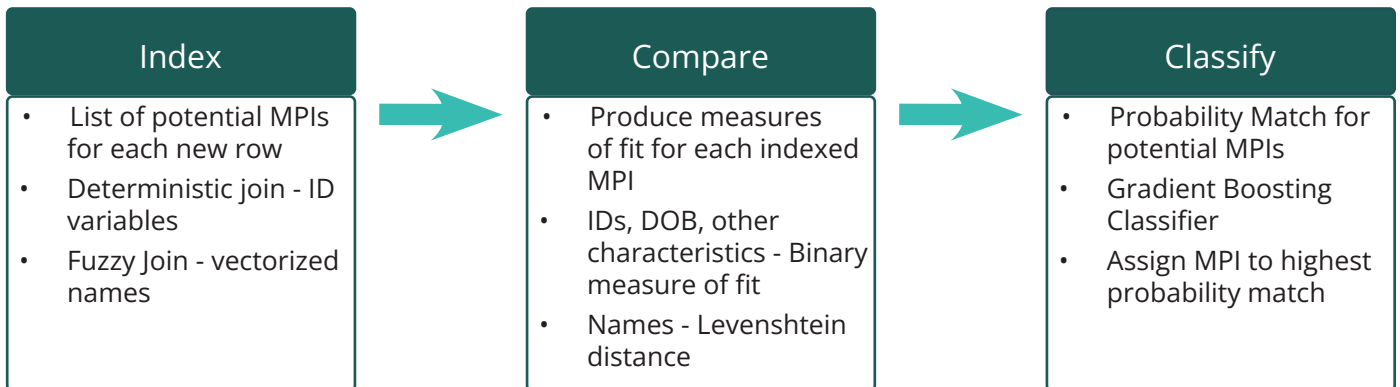 Index
• List of potential MPIs
for each new row
• Deterministic join - ID
variables
• Fuzzy Join - vectorized
names
Compare
• Produce measures
of fit for each indexed
MPI
• IDs, DOB, other
characteristics - Binary
measure of fit
• Names - Levenshtein
distance
Classify
• Probability Match for
potential MPIs
• Gradient Boosting
Classifier
• Assign MPI to highest
probability match